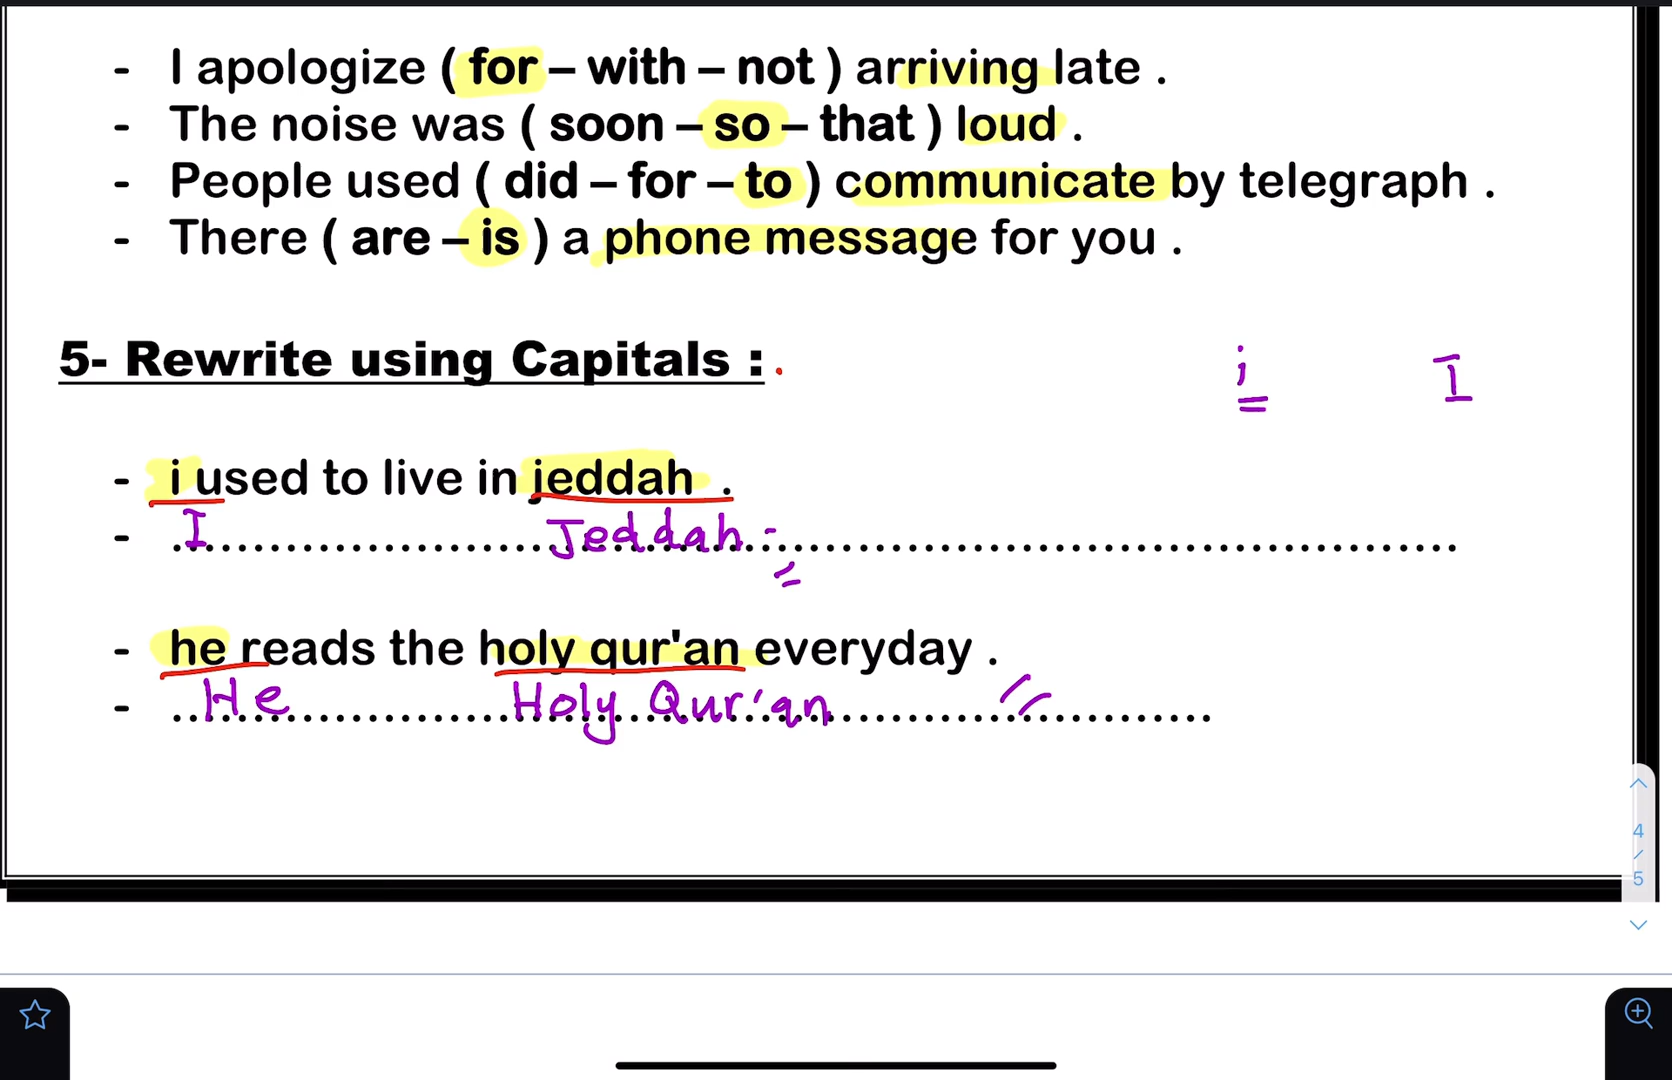 - I apologize ( for – with – not ) arriving late .
- The noise was ( soon – so – that ) loud .
- People used ( did – for – to ) communicate by telegraph .
- There ( are – is ) a phone message for you .
5- Rewrite using Capitals :
i I
- i used to live in jeddah .
- I Jeddah
- he reads the holy qur'an everyday .
- He Holy Qur'an
4
/
5